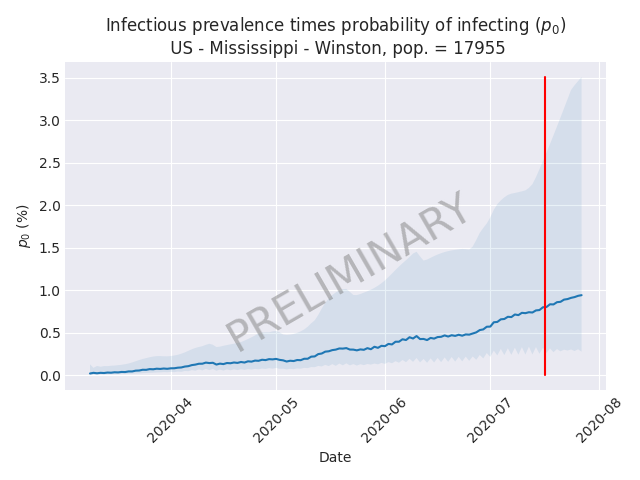 Infectious prevalence times probability of infecting (p₀)
US - Mississippi - Winston, pop. = 17955
3.5
3.0
2.5
2.0
1.5
1.0
0.5
0.0
p₀ (%)
PRELIMINARY
2020-04
2020-05
2020-06
2020-07
2020-08
Date